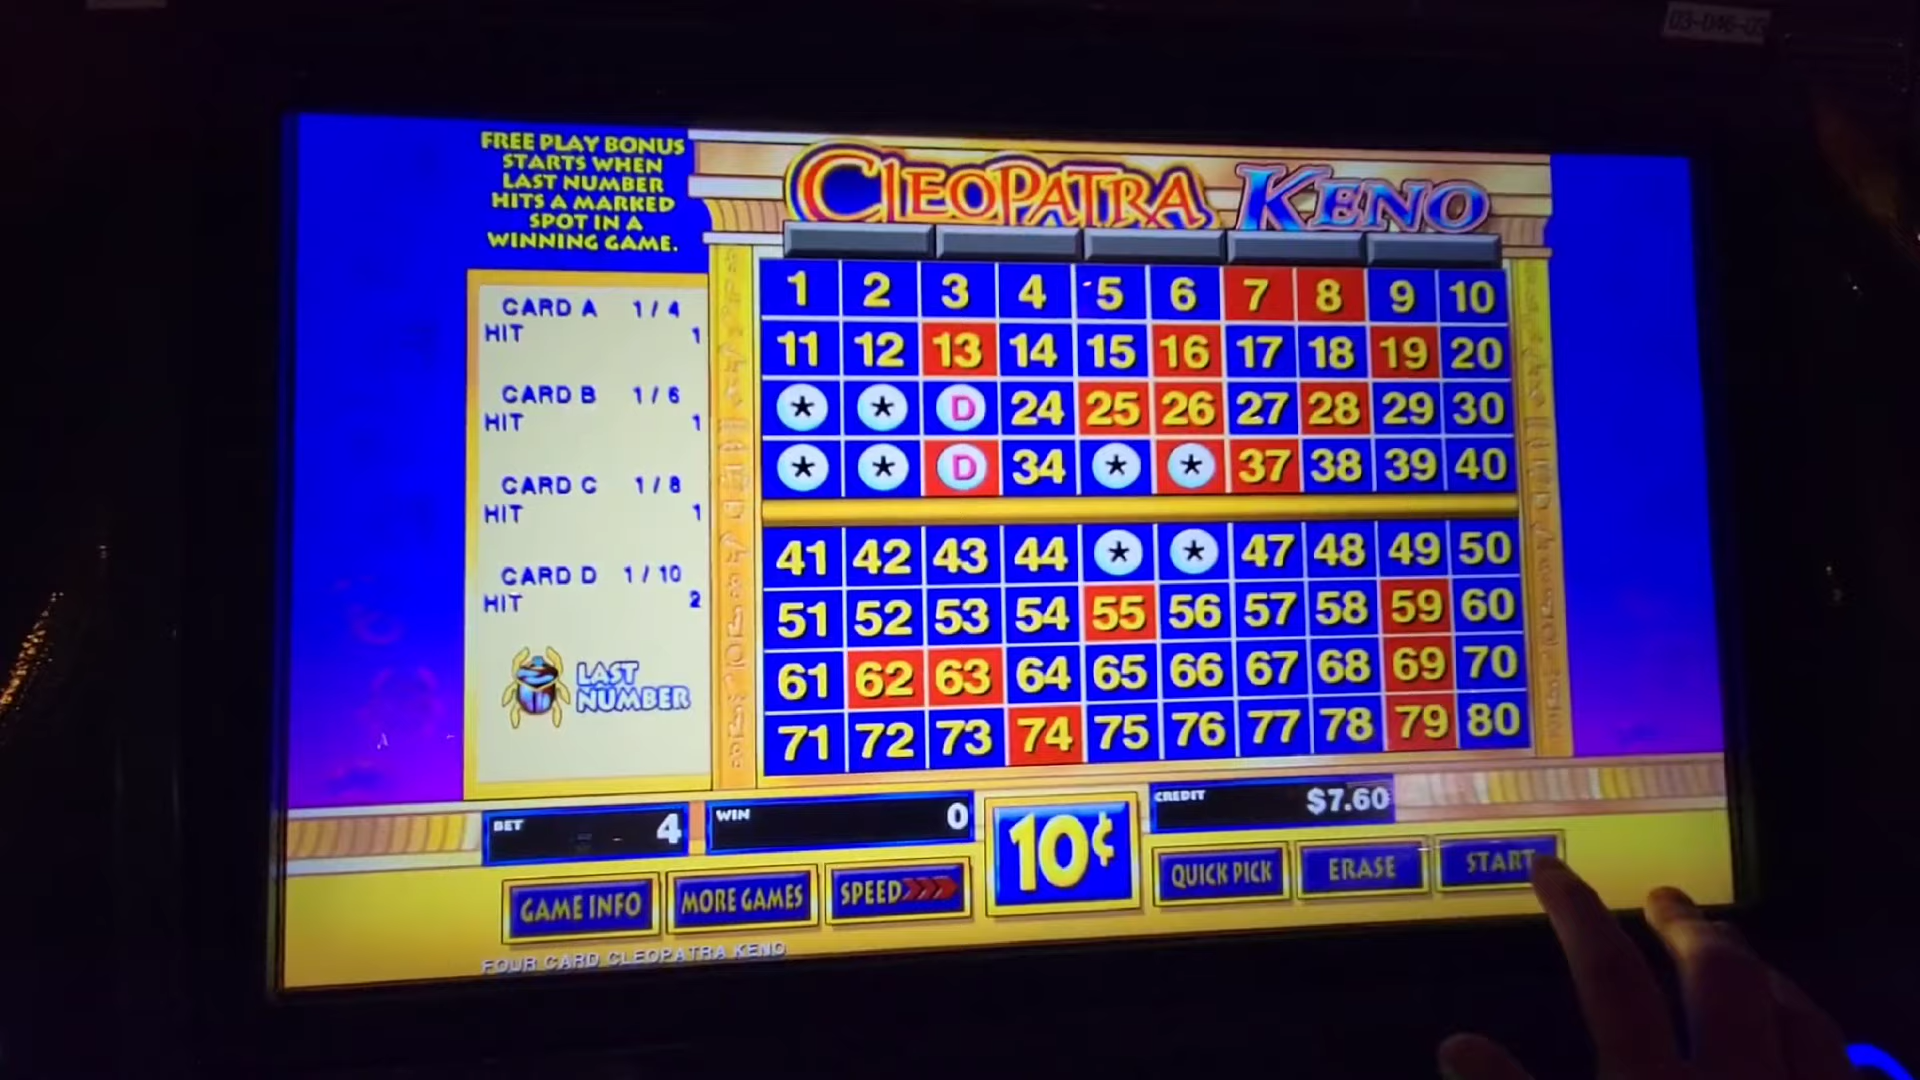 03-046-03
FREE PLAY BONUS
STARTS WHEN
LAST NUMBER
HITS A MARKED
SPOT IN A
WINNING GAME.
CLEOPATRA KENO
CARD A 1/4
HIT 1
CARD B 1/6
HIT 1
CARD C 1/8
HIT 1
CARD D 1/10
HIT 2
LAST
NUMBER
1 2 3 4 5 6 7 8 9 10
11 12 13 14 15 16 17 18 19 20
* * D 24 25 26 27 28 29 30
* * D 34 * * 37 38 39 40
41 42 43 44 * * 47 48 49 50
51 52 53 54 55 56 57 58 59 60
61 62 63 64 65 66 67 68 69 70
71 72 73 74 75 76 77 78 79 80
BET 4
WIN 0
10¢
CREDIT $7.60
GAME INFO
MORE GAMES
SPEED
QUICK PICK
ERASE
START
FOUR CARD CLEOPATRA KENO